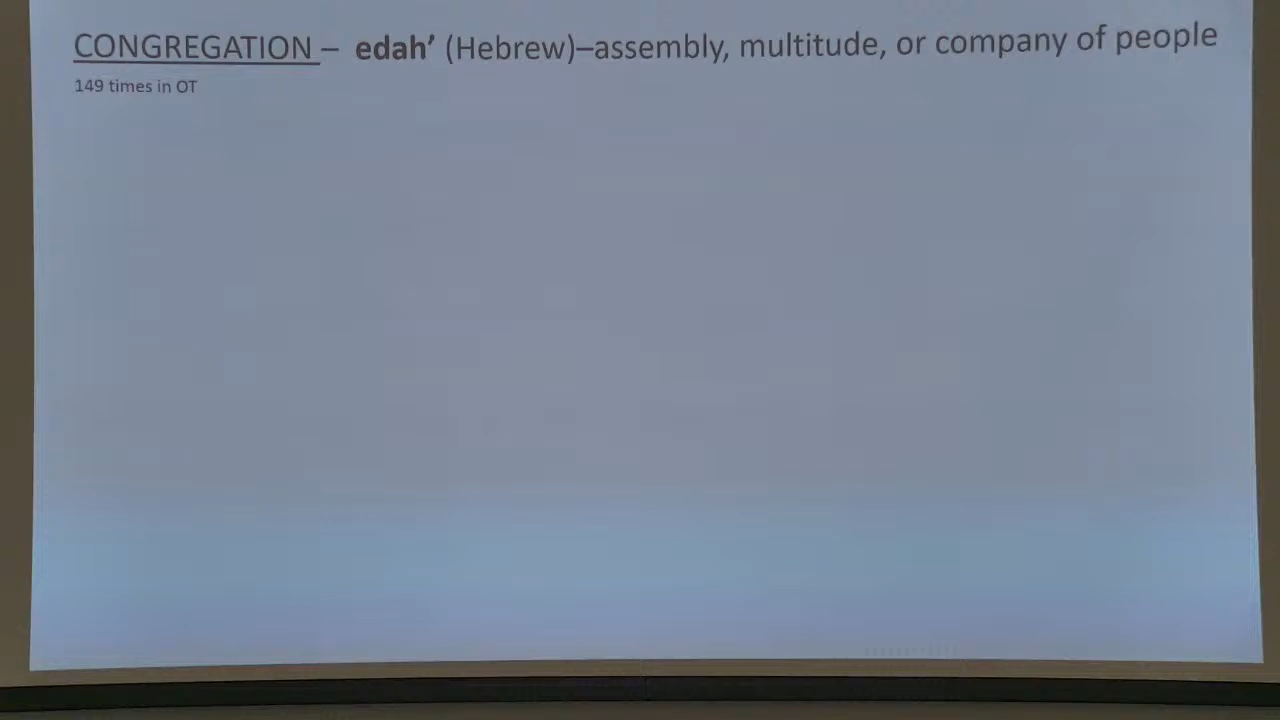 CONGREGATION – edah’ (Hebrew)–assembly, multitude, or company of people
149 times in OT